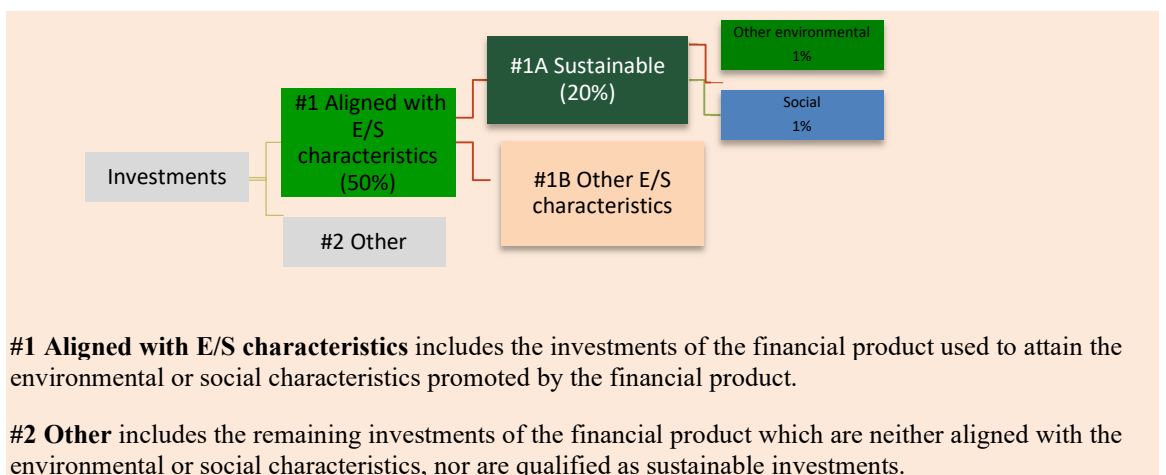 Other environmental
1%
#1A Sustainable
(20%)
Social
1%
#1 Aligned with
E/S
characteristics
(50%)
Investments
#1B Other E/S
characteristics
#2 Other
#1 Aligned with E/S characteristics includes the investments of the financial product used to attain the
environmental or social characteristics promoted by the financial product.
#2 Other includes the remaining investments of the financial product which are neither aligned with the
environmental or social characteristics, nor are qualified as sustainable investments.